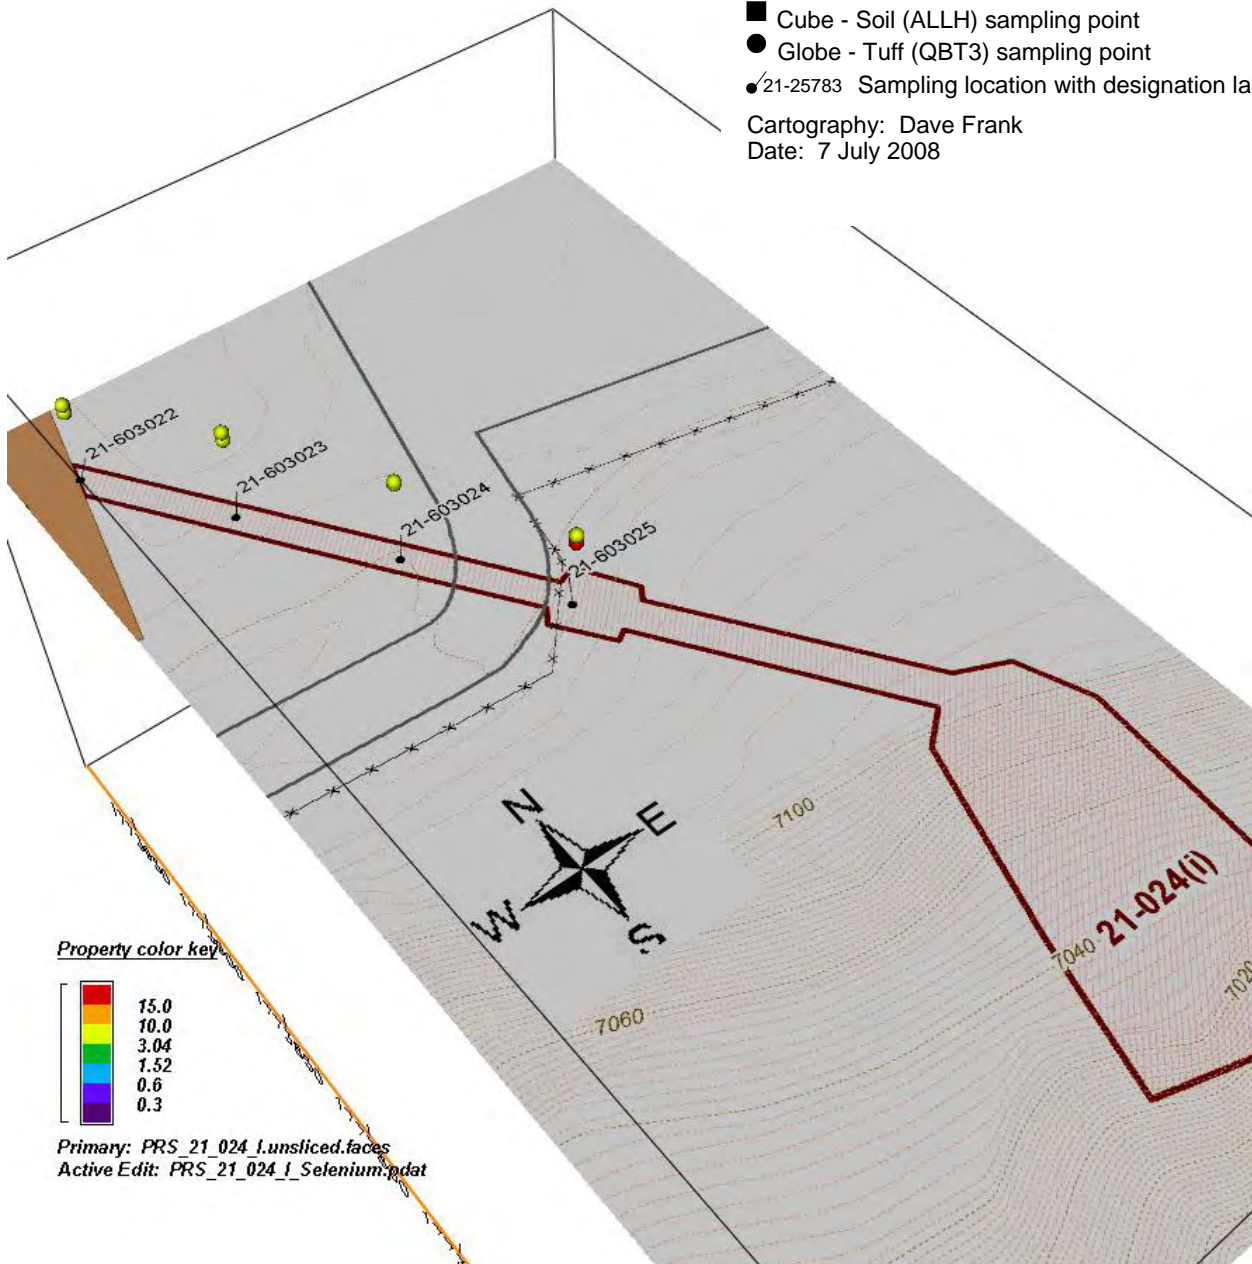 Cube - Soil (ALLH) sampling point
Globe - Tuff (QBT3) sampling point
21-25783 Sampling location with designation la
Cartography: Dave Frank
Date: 7 July 2008
21-603022
21-603023
21-603024
21-603025
N
E
W
S
7100
7060
7040
7020
21-024(i)
Property color key
15.0
10.0
3.04
1.52
0.6
0.3
Primary: PRS_21_024_I.unsliced.faces
Active Edit: PRS_21_024_I_Selenium.pdat